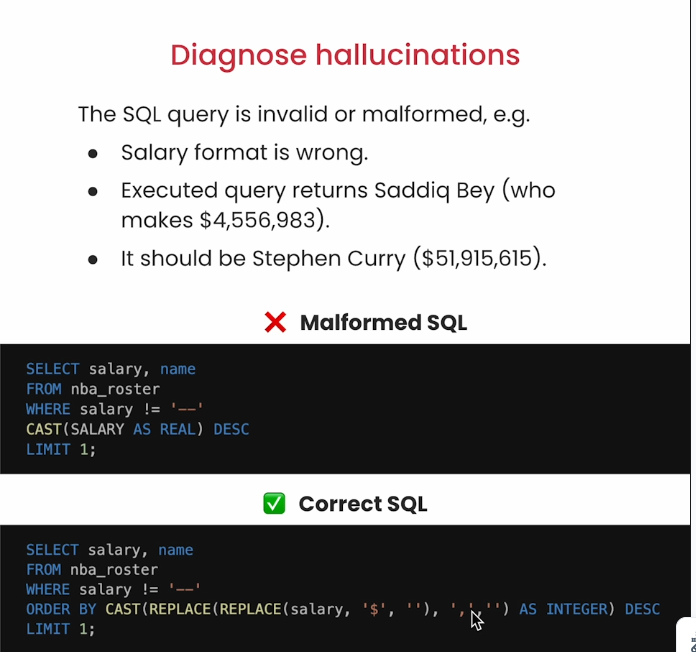 Diagnose hallucinations
The SQL query is invalid or malformed, e.g.
● Salary format is wrong.
● Executed query returns Saddiq Bey (who
makes $4,556,983).
● It should be Stephen Curry ($51,915,615).
❌ Malformed SQL
SELECT salary, name
FROM nba_roster
WHERE salary != '--'
CAST(SALARY AS REAL) DESC
LIMIT 1;
✅ Correct SQL
SELECT salary, name
FROM nba_roster
WHERE salary != '--'
ORDER BY CAST(REPLACE(REPLACE(salary, '$', ''), ',','') AS INTEGER) DESC
LIMIT 1;